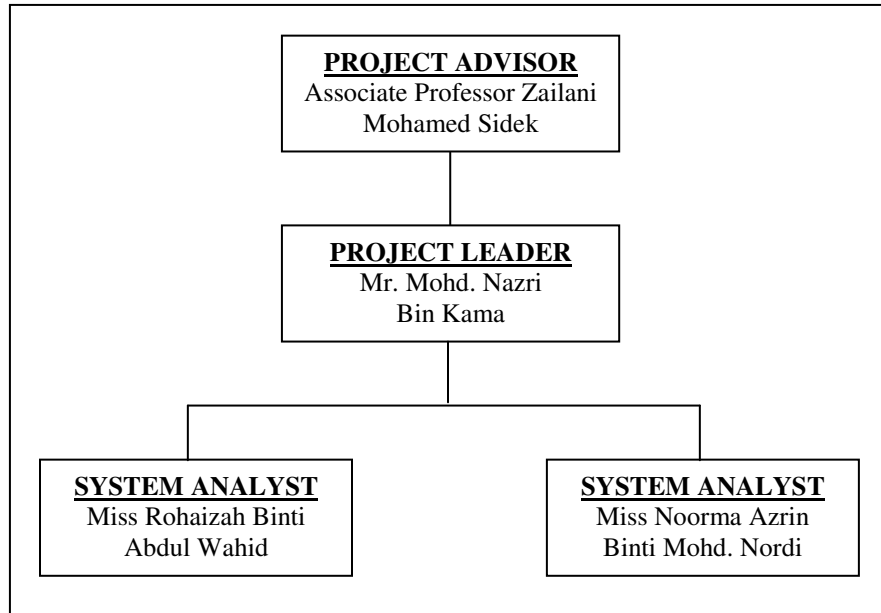 PROJECT ADVISOR
Associate Professor Zailani
Mohamed Sidek
PROJECT LEADER
Mr. Mohd. Nazri
Bin Kama
SYSTEM ANALYST
Miss Rohaizah Binti
Abdul Wahid
SYSTEM ANALYST
Miss Noorma Azrin
Binti Mohd. Nordi